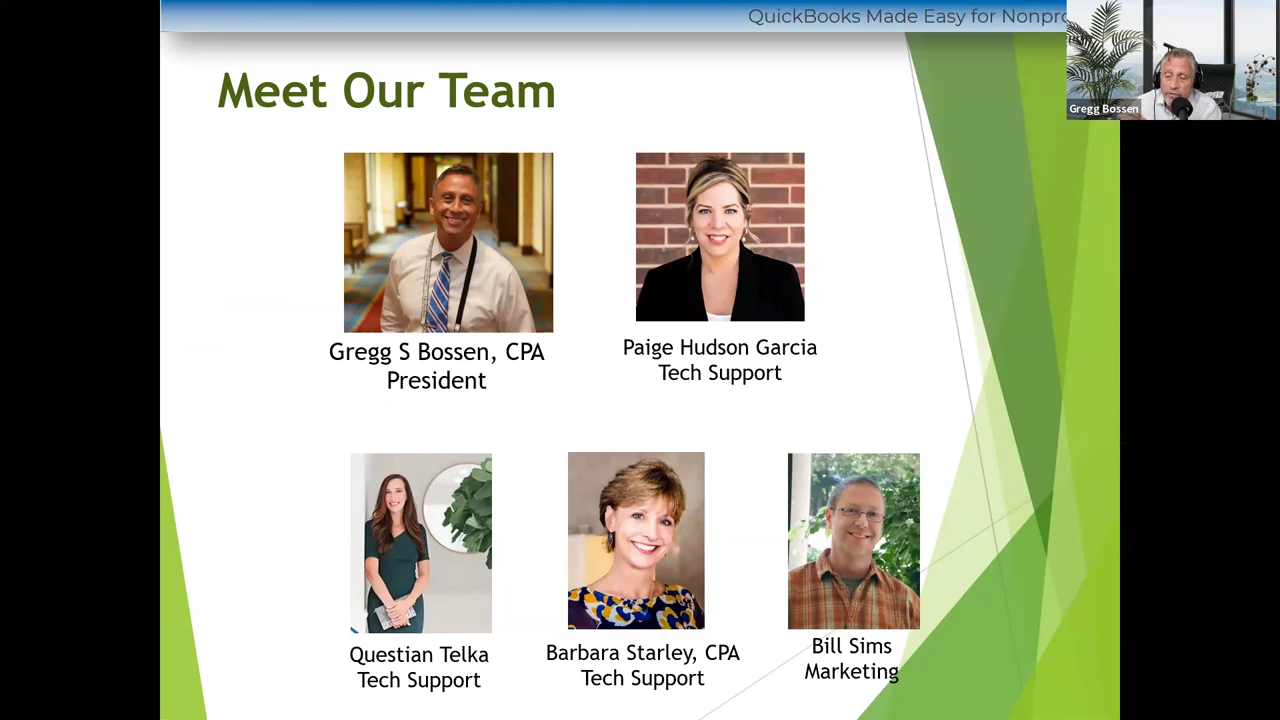 QuickBooks Made Easy for Nonpro
Gregg Bossen
Meet Our Team
Gregg S Bossen, CPA
President
Paige Hudson Garcia
Tech Support
Questian Telka
Tech Support
Barbara Starley, CPA
Tech Support
Bill Sims
Marketing